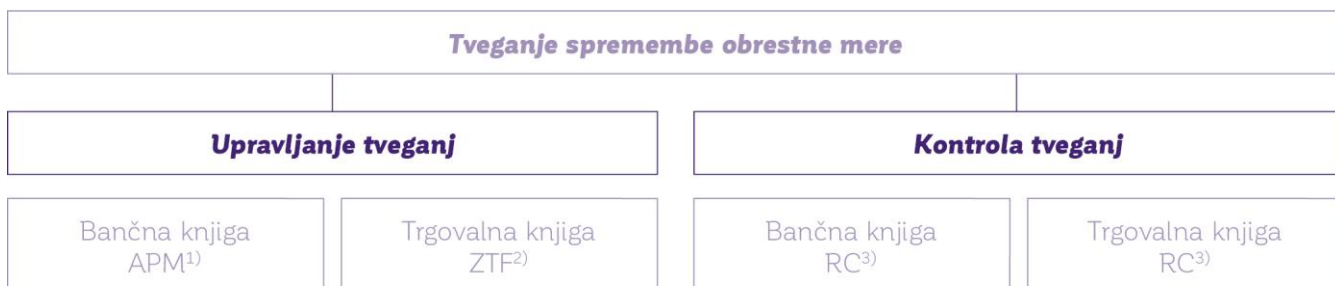 Tveganje spremembe obrestne mere
Upravljanje tveganj
Kontrola tveganj
Bančna knjiga
APM¹⁾
Trgovalna knjiga
ZTF²⁾
Bančna knjiga
RC³⁾
Trgovalna knjiga
RC³⁾